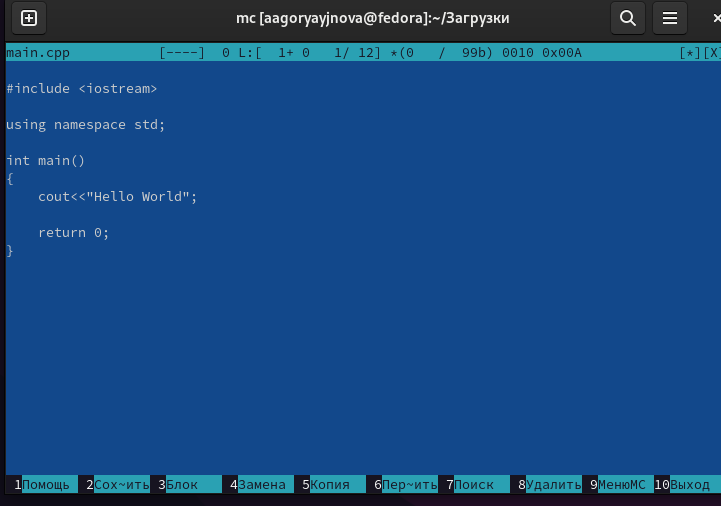 mc [aagoryayjnova@fedora]:~/Загрузки
main.cpp [----] 0 L:[ 1+ 0 1/ 12] *(0 / 99b) 0010 0x00A [*][X]
#include <iostream>
using namespace std;
int main()
{
    cout<<"Hello World";
    return 0;
}
1Помощь 2Сох~ить 3Блок 4Замена 5Копия 6Пер~ить 7Поиск 8Удалить 9МенюMC 10Выход